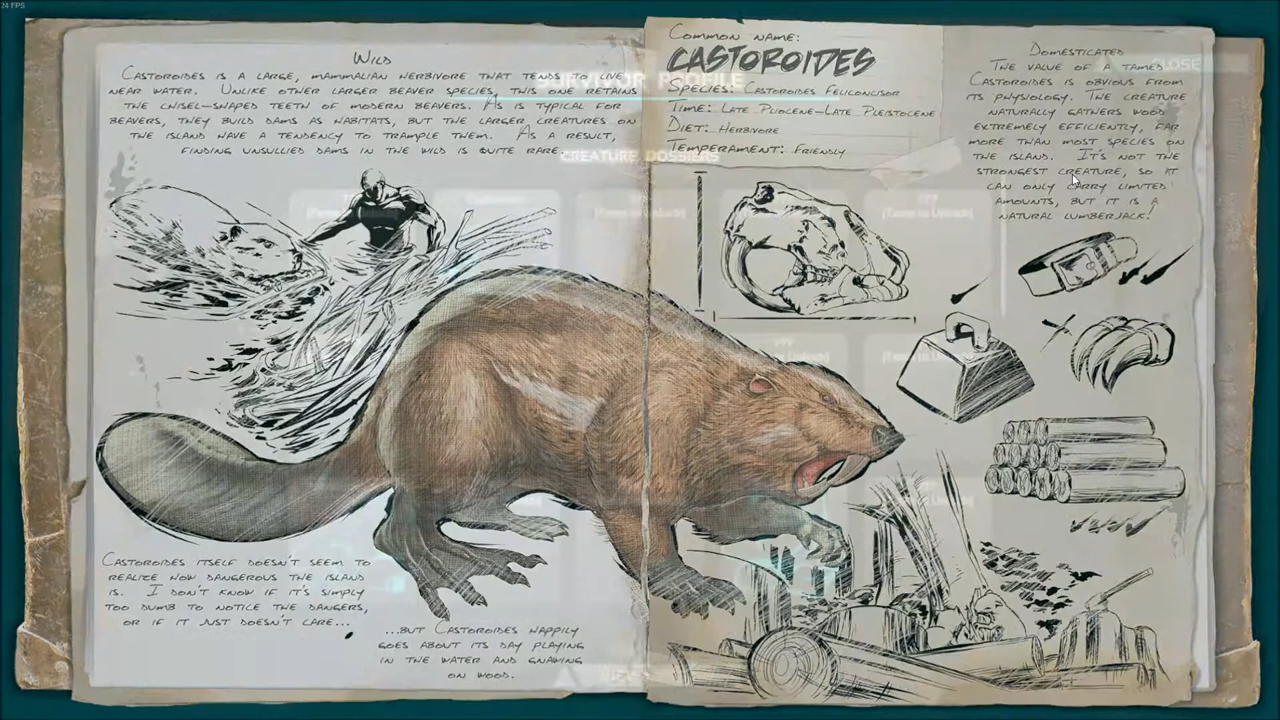 24 FPS
Wild
Castoroides is a large, mammalian herbivore that tends to live
near water. Unlike other larger beaver species, this one retains
the chisel-shaped teeth of modern beavers. As is typical for
beavers, they build dams as habitats, but the larger creatures on
the island have a tendency to trample them. As a result,
finding unsullied dams in the wild is quite rare.
Castoroides itself doesn't seem to
realize how dangerous the island
is. I don't know if it's simply
too dumb to notice the dangers,
or if it just doesn't care...
...but Castoroides happily
goes about its day playing
in the water and gnawing
on wood.
Common name:
CASTOROIDES
Species: Castoroides Feliconcisor
Time: Late Pliocene-Late Pleistocene
Diet: Herbivore
Temperament: Friendly
Domesticated
The value of a tamed
Castoroides is obvious from
its physiology. The creature
naturally gathers wood
extremely efficiently, far
more than most species on
the island. It's not the
strongest creature, so it
can only carry limited
amounts, but it is a
natural lumberjack!
SURVIVOR PROFILE
CREATURE DOSSIERS
CLOSE